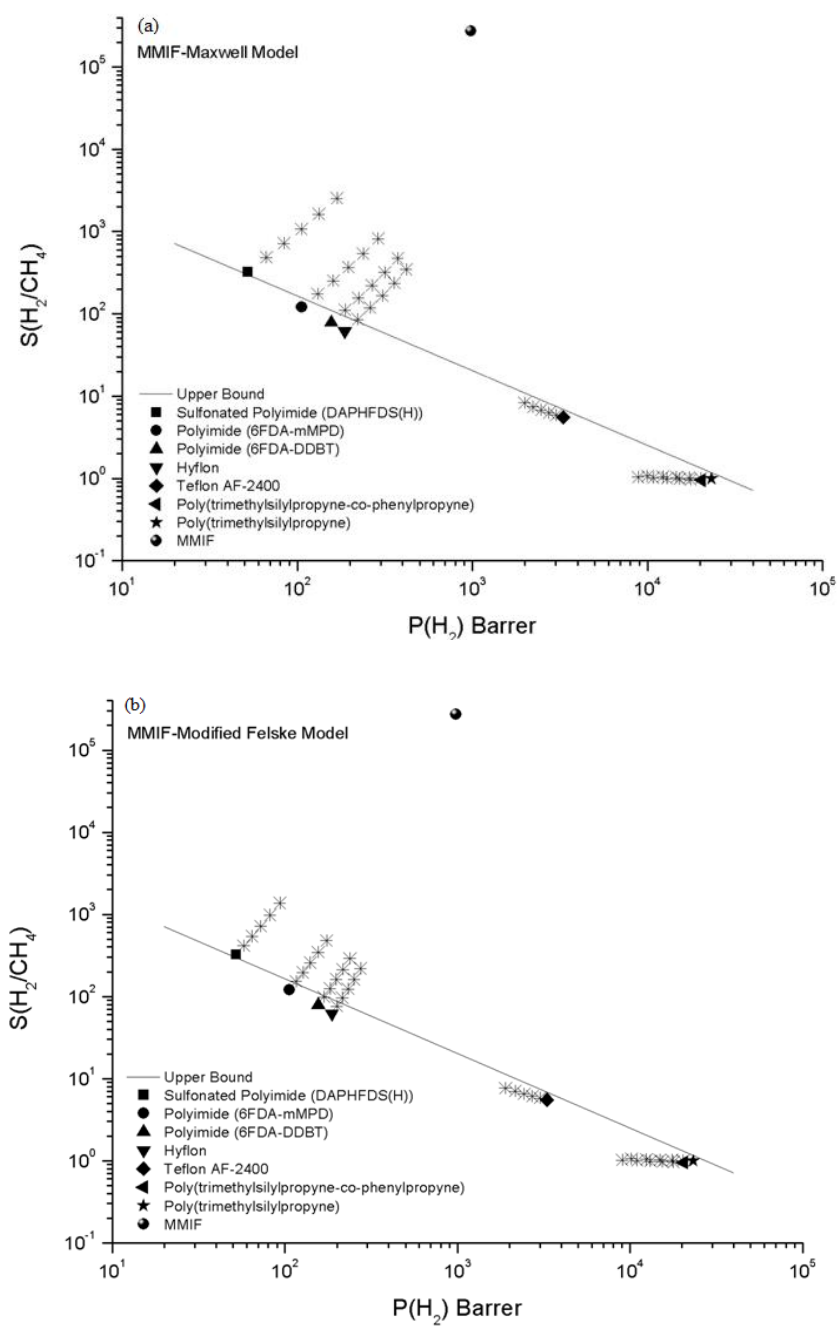 (a)
MMIF-Maxwell Model
10^5
10^4
10^3
10^2
10^1
10^0
10^-1
S(H₂/CH₄)
Upper Bound
Sulfonated Polyimide (DAPHFDS(H))
Polyimide (6FDA-mMPD)
Polyimide (6FDA-DDBT)
Hyflon
Teflon AF-2400
Poly(trimethylsilylpropyne-co-phenylpropyne)
Poly(trimethylsilylpropyne)
MMIF
10^1 10^2 10^3 10^4 10^5
P(H₂) Barrer
(b)
MMIF-Modified Felske Model
10^5
10^4
10^3
10^2
10^1
10^0
10^-1
S(H₂/CH₄)
Upper Bound
Sulfonated Polyimide (DAPHFDS(H))
Polyimide (6FDA-mMPD)
Polyimide (6FDA-DDBT)
Hyflon
Teflon AF-2400
Poly(trimethylsilylpropyne-co-phenylpropyne)
Poly(trimethylsilylpropyne)
MMIF
10^1 10^2 10^3 10^4 10^5
P(H₂) Barrer